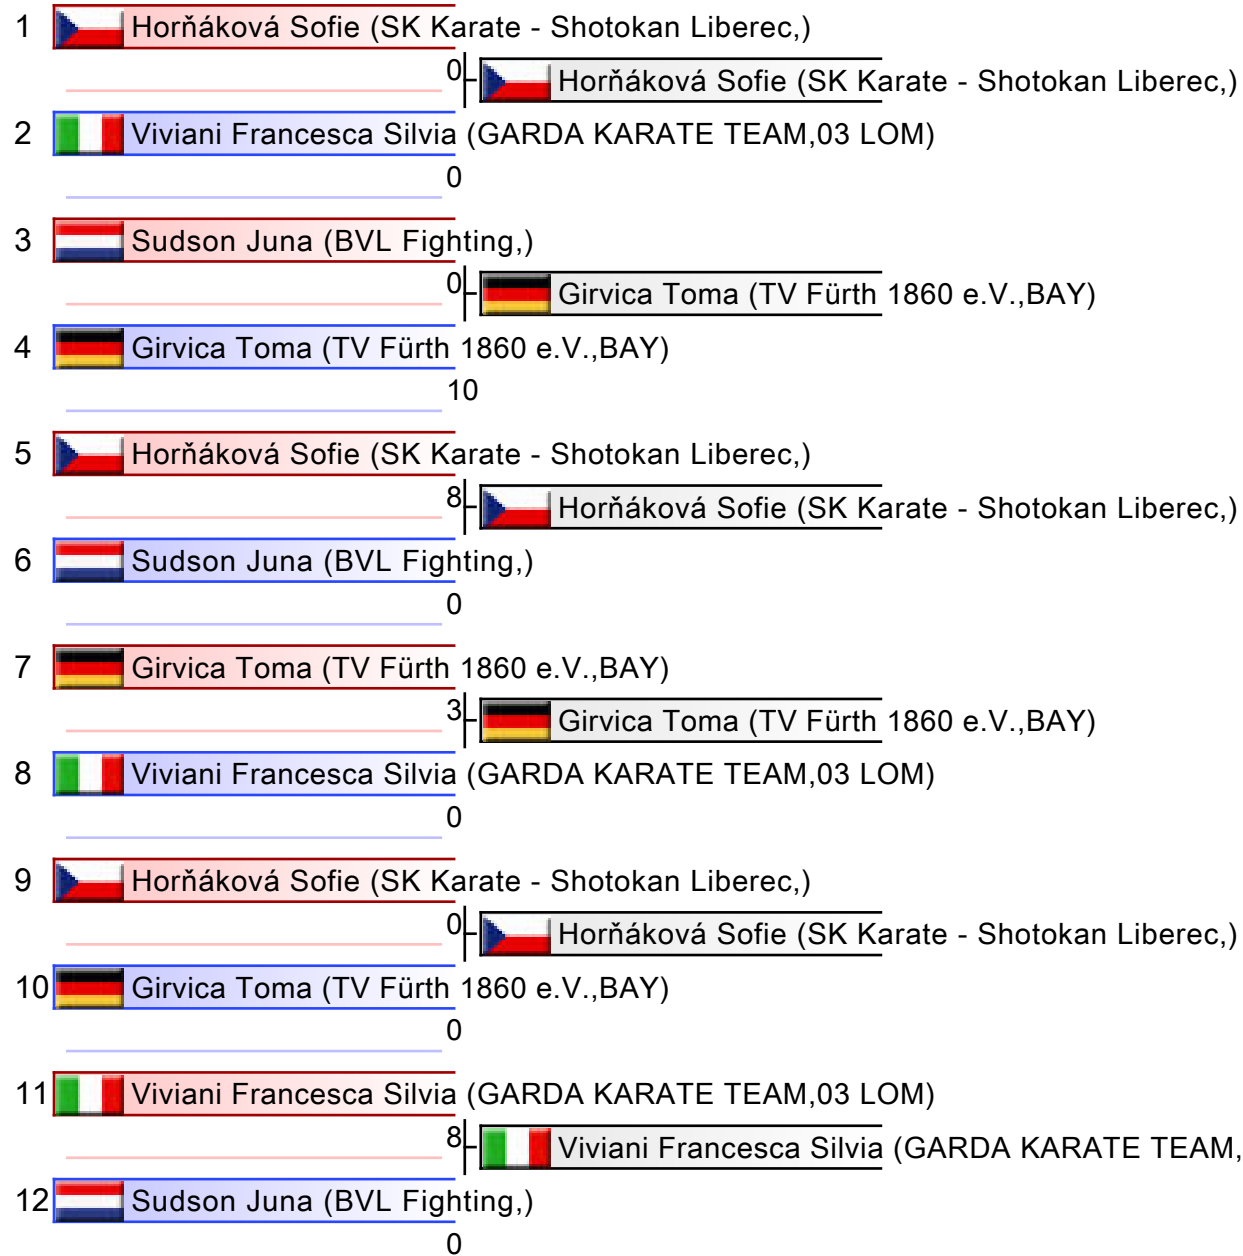 1 Horňáková Sofie (SK Karate - Shotokan Liberec,)
0 Horňáková Sofie (SK Karate - Shotokan Liberec,)
2 Viviani Francesca Silvia (GARDA KARATE TEAM,03 LOM)
0
3 Sudson Juna (BVL Fighting,)
0 Girvica Toma (TV Fürth 1860 e.V.,BAY)
4 Girvica Toma (TV Fürth 1860 e.V.,BAY)
10
5 Horňáková Sofie (SK Karate - Shotokan Liberec,)
8 Horňáková Sofie (SK Karate - Shotokan Liberec,)
6 Sudson Juna (BVL Fighting,)
0
7 Girvica Toma (TV Fürth 1860 e.V.,BAY)
3 Girvica Toma (TV Fürth 1860 e.V.,BAY)
8 Viviani Francesca Silvia (GARDA KARATE TEAM,03 LOM)
0
9 Horňáková Sofie (SK Karate - Shotokan Liberec,)
0 Horňáková Sofie (SK Karate - Shotokan Liberec,)
10 Girvica Toma (TV Fürth 1860 e.V.,BAY)
0
11 Viviani Francesca Silvia (GARDA KARATE TEAM,03 LOM)
8 Viviani Francesca Silvia (GARDA KARATE TEAM,
12 Sudson Juna (BVL Fighting,)
0